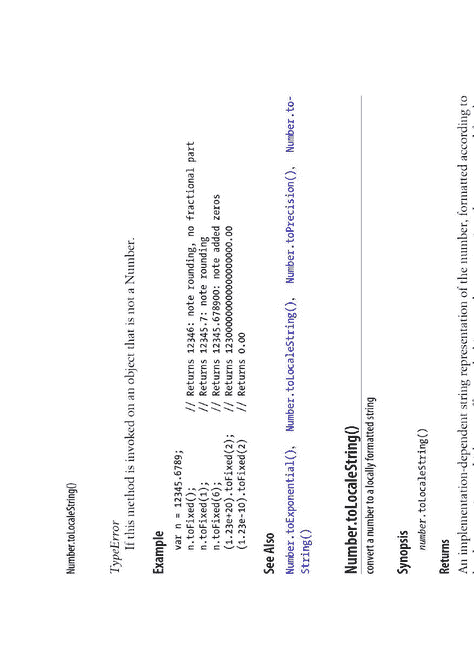 Number.toLocaleString()
TypeError
If this method is invoked on an object that is not a Number.
Example
var n = 12345.6789;
n.toFixed(); // Returns 12346: note rounding, no fractional part
n.toFixed(1); // Returns 12345.7: note rounding
n.toFixed(6); // Returns 12345.678900: note added zeros
(1.23e+20).toFixed(2); // Returns 123000000000000000000.00
(1.23e-10).toFixed(2) // Returns 0.00
See Also
Number.toExponential(), Number.toLocaleString(), Number.toPrecision(), Number.to-
String()
Number.toLocaleString()
convert a number to a locally formatted string
Synopsis
number.toLocaleString()
Returns
An implementation-dependent string representation of the number, formatted according to